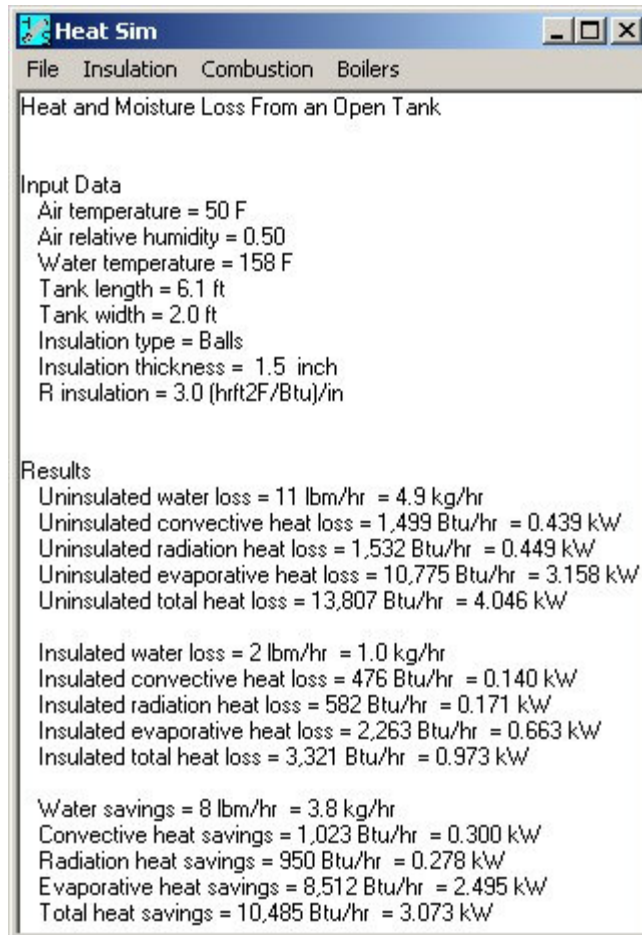 Heat Sim
File Insulation Combustion Boilers
Heat and Moisture Loss From an Open Tank
Input Data
Air temperature = 50 F
Air relative humidity = 0.50
Water temperature = 158 F
Tank length = 6.1 ft
Tank width = 2.0 ft
Insulation type = Balls
Insulation thickness = 1.5 inch
R insulation = 3.0 (hrft2F/Btu)/in
Results
Uninsulated water loss = 11 lbm/hr = 4.9 kg/hr
Uninsulated convective heat loss = 1,499 Btu/hr = 0.439 kW
Uninsulated radiation heat loss = 1,532 Btu/hr = 0.449 kW
Uninsulated evaporative heat loss = 10,775 Btu/hr = 3.158 kW
Uninsulated total heat loss = 13,807 Btu/hr = 4.046 kW
Insulated water loss = 2 lbm/hr = 1.0 kg/hr
Insulated convective heat loss = 476 Btu/hr = 0.140 kW
Insulated radiation heat loss = 582 Btu/hr = 0.171 kW
Insulated evaporative heat loss = 2,263 Btu/hr = 0.663 kW
Insulated total heat loss = 3,321 Btu/hr = 0.973 kW
Water savings = 8 lbm/hr = 3.8 kg/hr
Convective heat savings = 1,023 Btu/hr = 0.300 kW
Radiation heat savings = 950 Btu/hr = 0.278 kW
Evaporative heat savings = 8,512 Btu/hr = 2.495 kW
Total heat savings = 10,485 Btu/hr = 3.073 kW